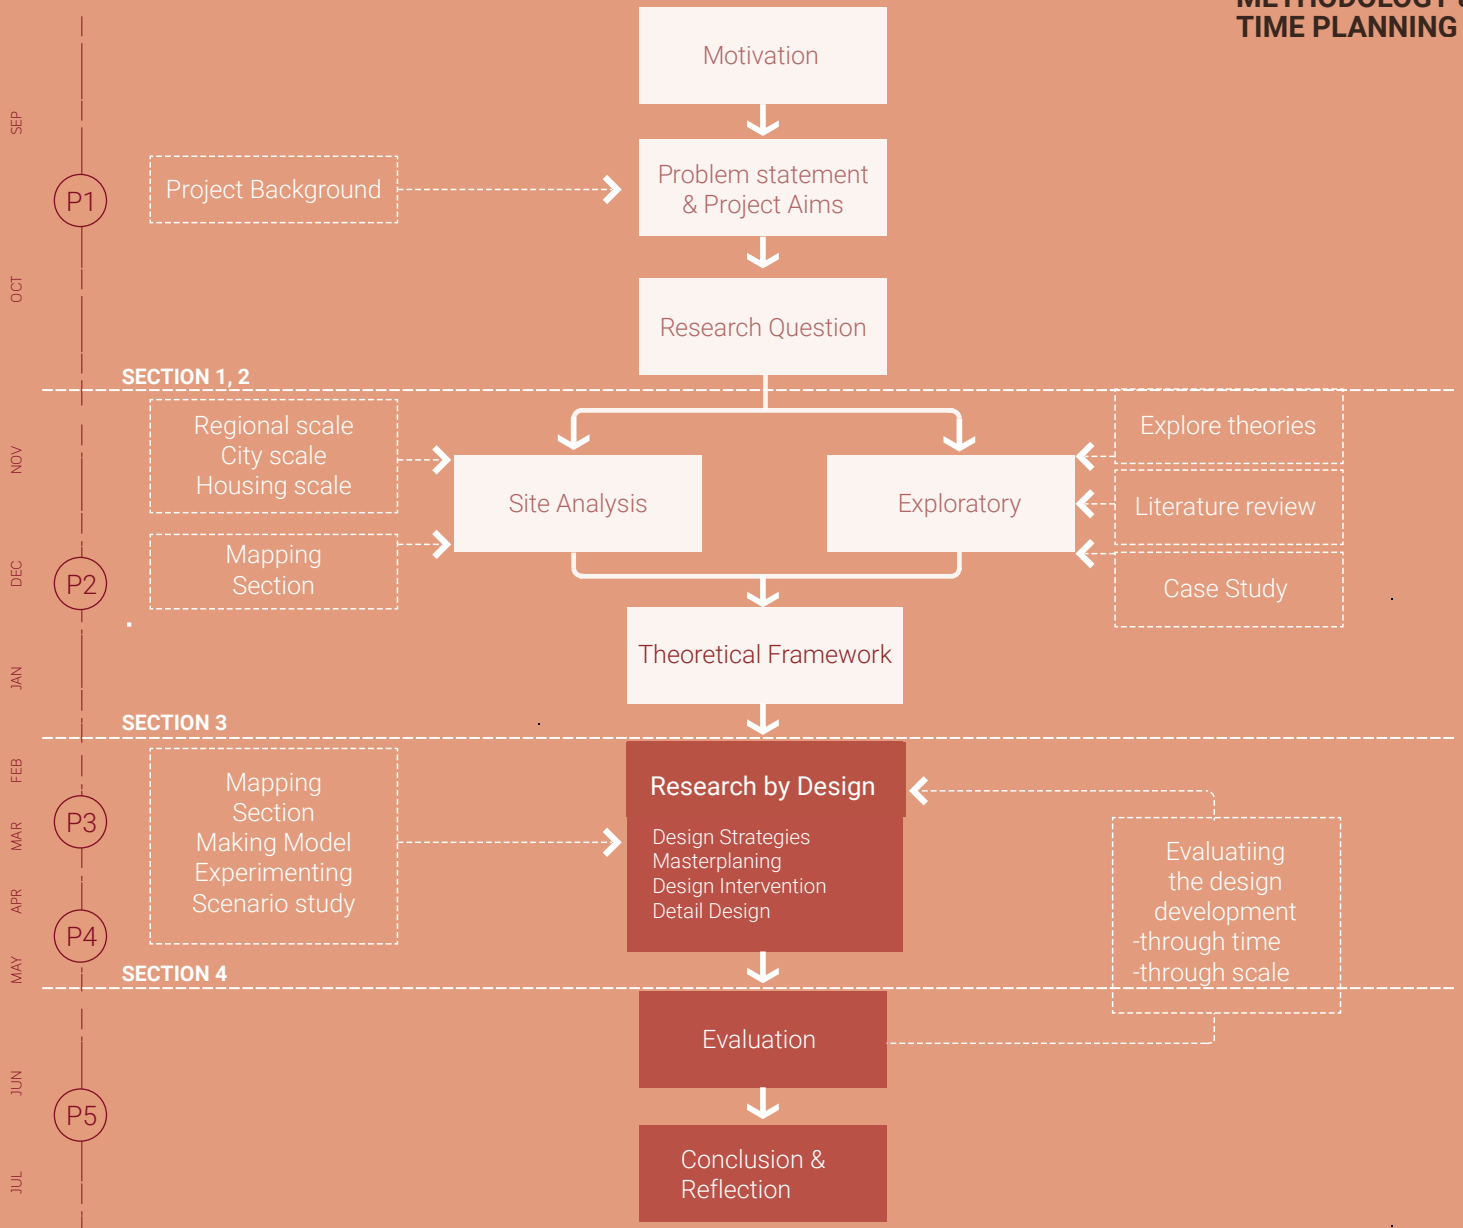 METHODOLOGY &
TIME PLANNING
Motivation
SEP
P1
Project Background
Problem statement
& Project Aims
OCT
Research Question
SECTION 1, 2
NOV
Regional scale
City scale
Housing scale
Site Analysis
Exploratory
Explore theories
Literature review
Case Study
Mapping
Section
DEC
P2
Theoretical Framework
JAN
SECTION 3
FEB
P3
MAR
Mapping
Section
Making Model
Experimenting
Scenario study
Research by Design
Design Strategies
Masterplaning
Design Intervention
Detail Design
Evaluatiing
the design
development
-through time
-through scale
APR
P4
MAY
SECTION 4
Evaluation
JUN
P5
Conclusion &
Reflection
JUL